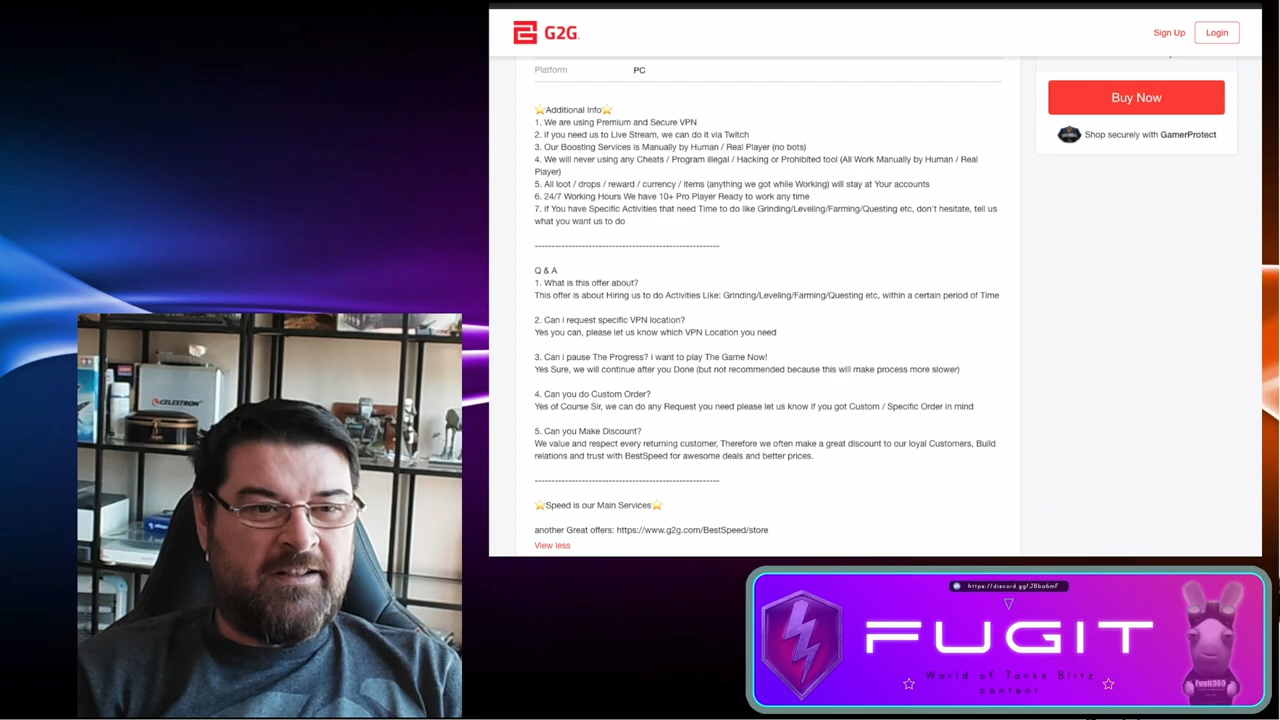 G2G
Sign Up
Login
Platform
PC
Buy Now
Shop securely with GamerProtect
⭐Additional Info⭐
1. We are using Premium and Secure VPN
2. if you need us to Live Stream, we can do it via Twitch
3. Our Boosting Services is Manually by Human / Real Player (no bots)
4. We will never using any Cheats / Program illegal / Hacking or Prohibited tool (All Work Manually by Human / Real
Player)
5. All loot / drops / reward / currency / items (anything we got while Working) will stay at Your accounts
6. 24/7 Working Hours We have 10+ Pro Player Ready to work any time
7. if You have Specific Activities that need Time to do like Grinding/Leveling/Farming/Questing etc, don't hesitate, tell us
what you want us to do
-----------------------------------------------------
Q & A
1. What is this offer about?
This offer is about Hiring us to do Activities Like: Grinding/Leveling/Farming/Questing etc, within a certain period of Time
2. Can i request specific VPN location?
Yes you can, please let us know which VPN Location you need
3. Can i pause The Progress? i want to play The Game Now!
Yes Sure, we will continue after you Done (but not recommended because this will make process more slower)
4. Can you do Custom Order?
Yes of Course Sir, we can do any Request you need please let us know if you got Custom / Specific Order in mind
5. Can you Make Discount?
We value and respect every returning customer, Therefore we often make a great discount to our loyal Customers, Build
relations and trust with BestSpeed for awesome deals and better prices.
-----------------------------------------------------
⭐Speed is our Main Services⭐
another Great offers: https://www.g2g.com/BestSpeed/store
View less
CELESTRON
https://discord.gg/JBba6mF
FUGIT
World of Tanks Blitz
content